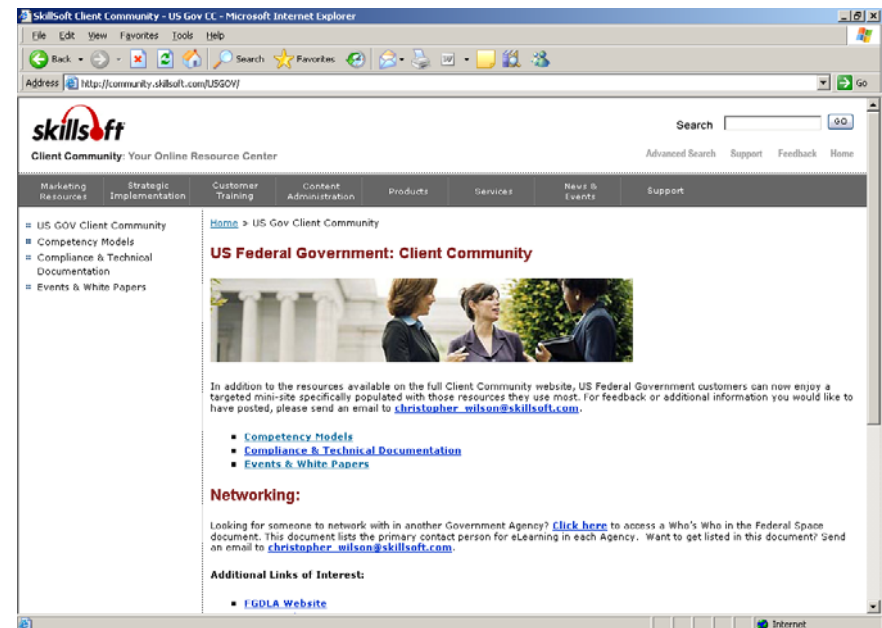 SkillSoft Client Community - US Gov CC - Microsoft Internet Explorer
File Edit View Favorites Tools Help
Back Search Favorites
Address http://community.skillsoft.com/USGOV/ Go
skillsoft
Search GO
Client Community: Your Online Resource Center
Advanced Search Support Feedback Home
Marketing Resources Strategic Implementation Customer Training Content Administration Products Services News & Events Support
US GOV Client Community
Competency Models
Compliance & Technical
Documentation
Events & White Papers
Home > US Gov Client Community
US Federal Government: Client Community
In addition to the resources available on the full Client Community website, US Federal Government customers can now enjoy a
targeted mini-site specifically populated with those resources they use most. For feedback or additional information you would like to
have posted, please send an email to christopher_wilson@skillsoft.com.
Competency Models
Compliance & Technical Documentation
Events & White Papers
Networking:
Looking for someone to network with in another Government Agency? Click here to access a Who's Who in the Federal Space
document. This document lists the primary contact person for eLearning in each Agency. Want to get listed in this document? Send
an email to christopher_wilson@skillsoft.com.
Additional Links of Interest:
FGDLA Website
Internet